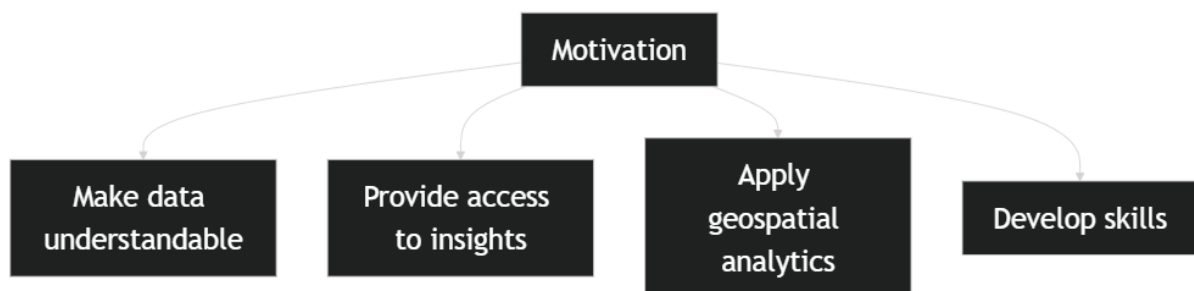 Motivation
Make data
understandable
Provide access
to insights
Apply
geospatial
analytics
Develop skills